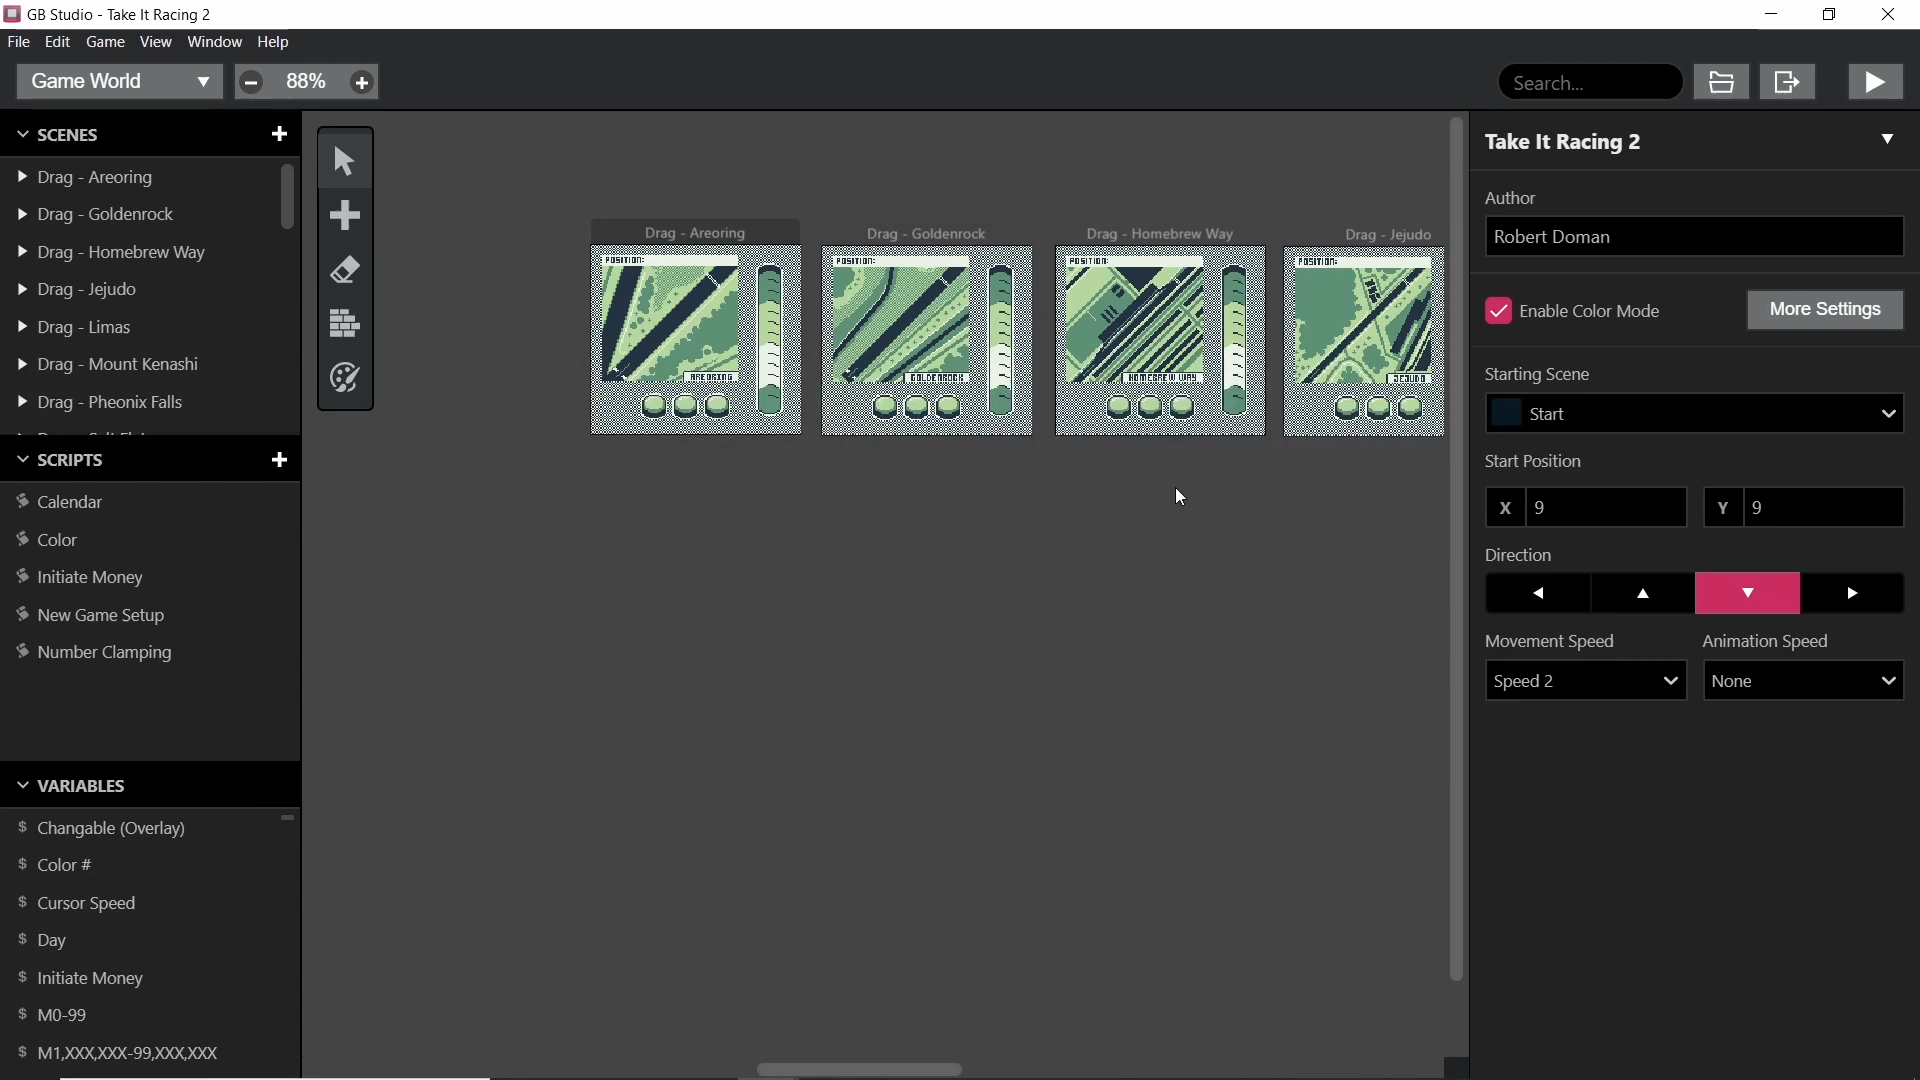 GB Studio - Take It Racing 2
File Edit Game View Window Help
Game World
88%
Search...
SCENES
Drag - Areoring
Drag - Goldenrock
Drag - Homebrew Way
Drag - Jejudo
Drag - Limas
Drag - Mount Kenashi
Drag - Pheonix Falls
SCRIPTS
Calendar
Color
Initiate Money
New Game Setup
Number Clamping
VARIABLES
$ Changable (Overlay)
$ Color #
$ Cursor Speed
$ Day
$ Initiate Money
$ M0-99
$ M1,XXX,XXX-99,XXX,XXX
Drag - Areoring
POSITION:
AREORING
Drag - Goldenrock
POSITION:
GOLDENROCK
Drag - Homebrew Way
POSITION:
HOMEBREW WAY
Drag - Jejudo
POSITION:
JEJUDO
Take It Racing 2
Author
Robert Doman
Enable Color Mode
More Settings
Starting Scene
Start
Start Position
X 9
Y 9
Direction
Movement Speed
Animation Speed
Speed 2
None